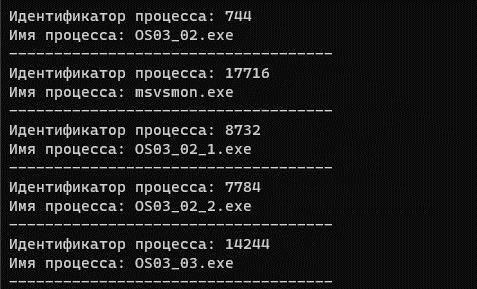 Идентификатор процесса: 744
Имя процесса: OS03_02.exe
------------------------------------
Идентификатор процесса: 17716
Имя процесса: msvsmon.exe
------------------------------------
Идентификатор процесса: 8732
Имя процесса: OS03_02_1.exe
------------------------------------
Идентификатор процесса: 7784
Имя процесса: OS03_02_2.exe
------------------------------------
Идентификатор процесса: 14244
Имя процесса: OS03_03.exe
------------------------------------